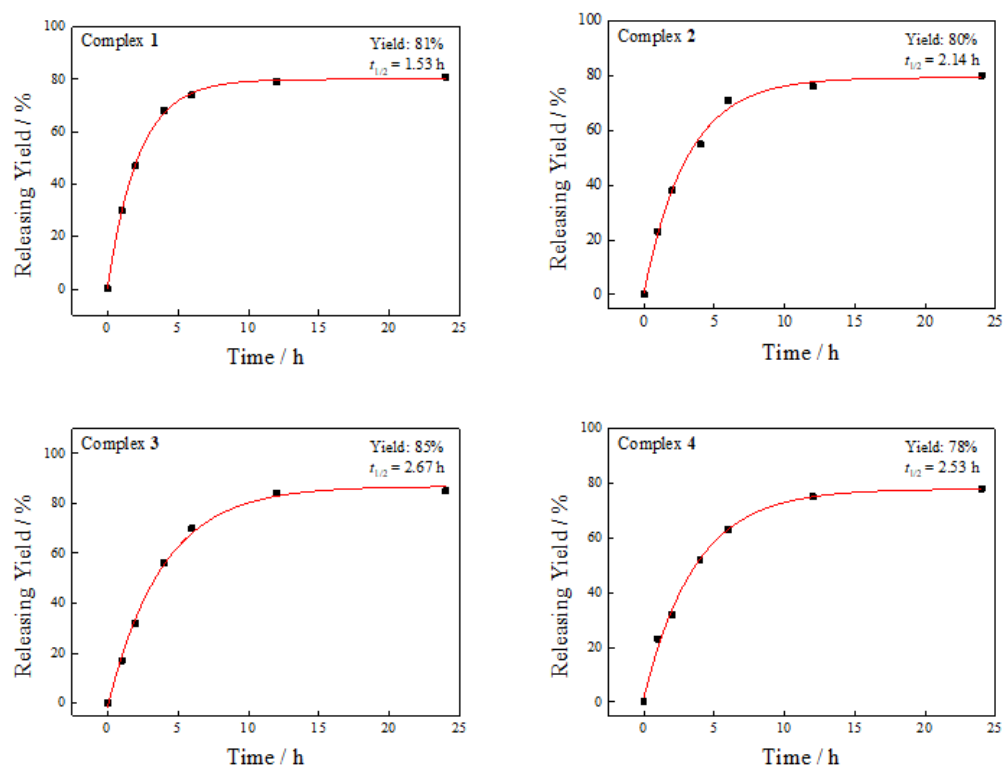 Complex 1
Yield: 81%
t1/2 = 1.53 h
Releasing Yield / %
100
80
60
40
20
0
0 5 10 15 20 25
Time / h
Complex 2
Yield: 80%
t1/2 = 2.14 h
Releasing Yield / %
100
80
60
40
20
0
0 5 10 15 20 25
Time / h
Complex 3
Yield: 85%
t1/2 = 2.67 h
Releasing Yield / %
100
80
60
40
20
0
0 5 10 15 20 25
Time / h
Complex 4
Yield: 78%
t1/2 = 2.53 h
Releasing Yield / %
100
80
60
40
20
0
0 5 10 15 20 25
Time / h